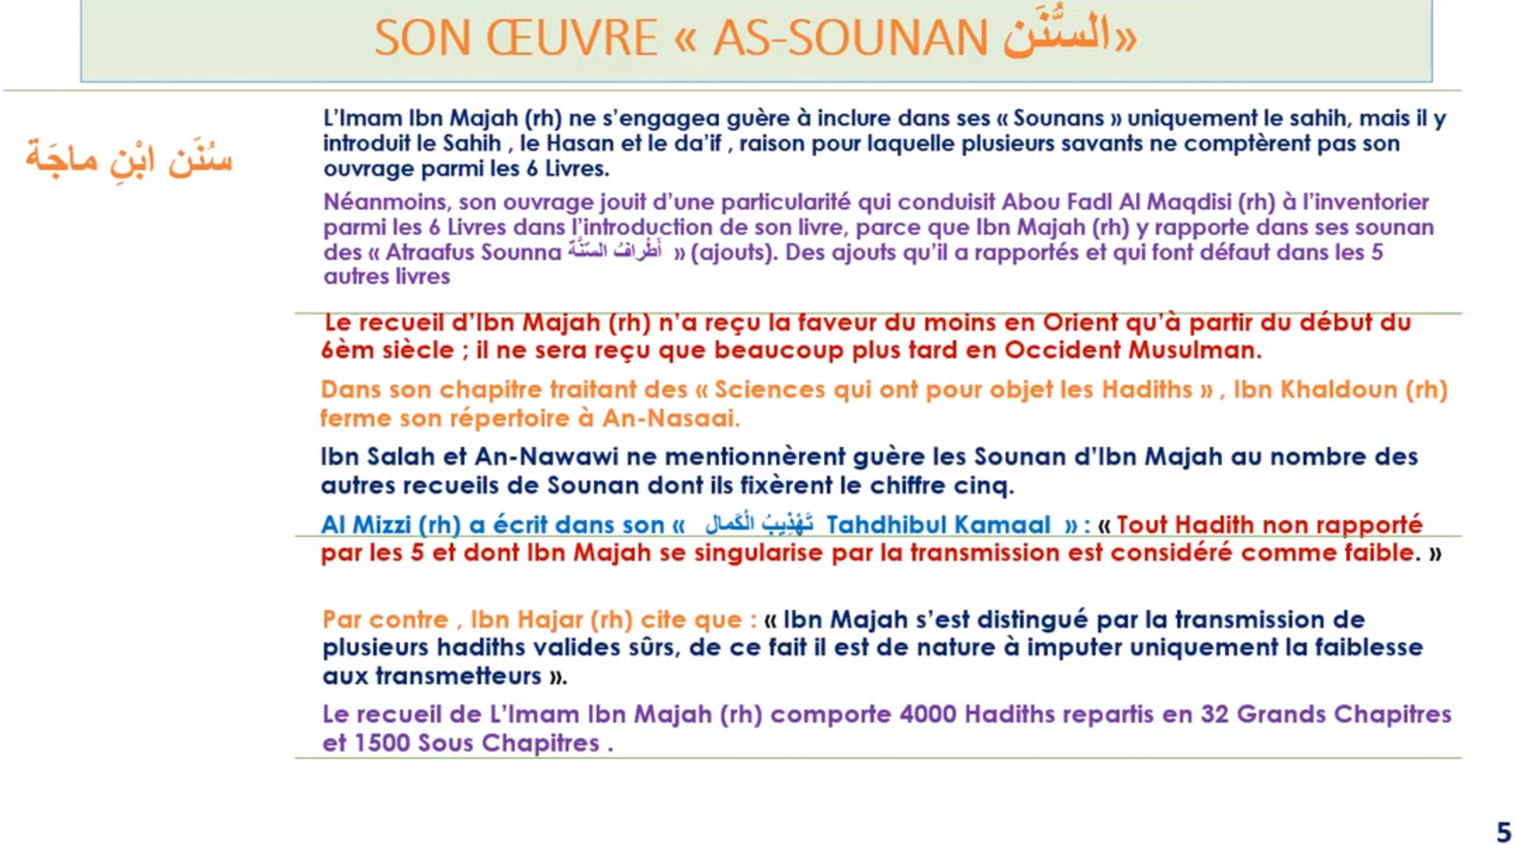 SON ŒUVRE « AS-SOUNAN السُّنَن»
سُنَن ابْنِ ماجَة
L’Imam Ibn Majah (rh) ne s’engagea guère à inclure dans ses « Sounans » uniquement le sahih, mais il y
introduit le Sahih , le Hasan et le da’if , raison pour laquelle plusieurs savants ne comptèrent pas son
ouvrage parmi les 6 Livres.
Néanmoins, son ouvrage jouit d’une particularité qui conduisit Abou Fadl Al Maqdisi (rh) à l’inventorier
parmi les 6 Livres dans l’introduction de son livre, parce que Ibn Majah (rh) y rapporte dans ses sounan
des « Atraafus Sounna أَطْرافُ السُّنَّةْ » (ajouts). Des ajouts qu’il a rapportés et qui font défaut dans les 5
autres livres
Le recueil d’Ibn Majah (rh) n’a reçu la faveur du moins en Orient qu’à partir du début du
6èm siècle ; il ne sera reçu que beaucoup plus tard en Occident Musulman.
Dans son chapitre traitant des « Sciences qui ont pour objet les Hadiths » , Ibn Khaldoun (rh)
ferme son répertoire à An-Nasaai.
Ibn Salah et An-Nawawi ne mentionnèrent guère les Sounan d’Ibn Majah au nombre des
autres recueils de Sounan dont ils fixèrent le chiffre cinq.
Al Mizzi (rh) a écrit dans son « تَهْذِيبُ الْكَمال Tahdhibul Kamaal » : « Tout Hadith non rapporté
par les 5 et dont Ibn Majah se singularise par la transmission est considéré comme faible. »
Par contre , Ibn Hajar (rh) cite que : « Ibn Majah s’est distingué par la transmission de
plusieurs hadiths valides sûrs, de ce fait il est de nature à imputer uniquement la faiblesse
aux transmetteurs ».
Le recueil de L’Imam Ibn Majah (rh) comporte 4000 Hadiths repartis en 32 Grands Chapitres
et 1500 Sous Chapitres .
5